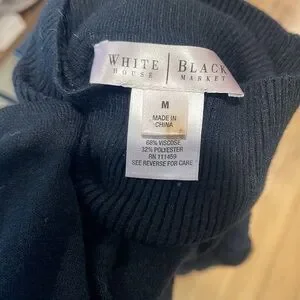 WHITE | BLACK
HOUSE | MARKET
M
MADE IN
CHINA
68% VISCOSE
32% POLYESTER
RN 111459
SEE REVERSE FOR CARE